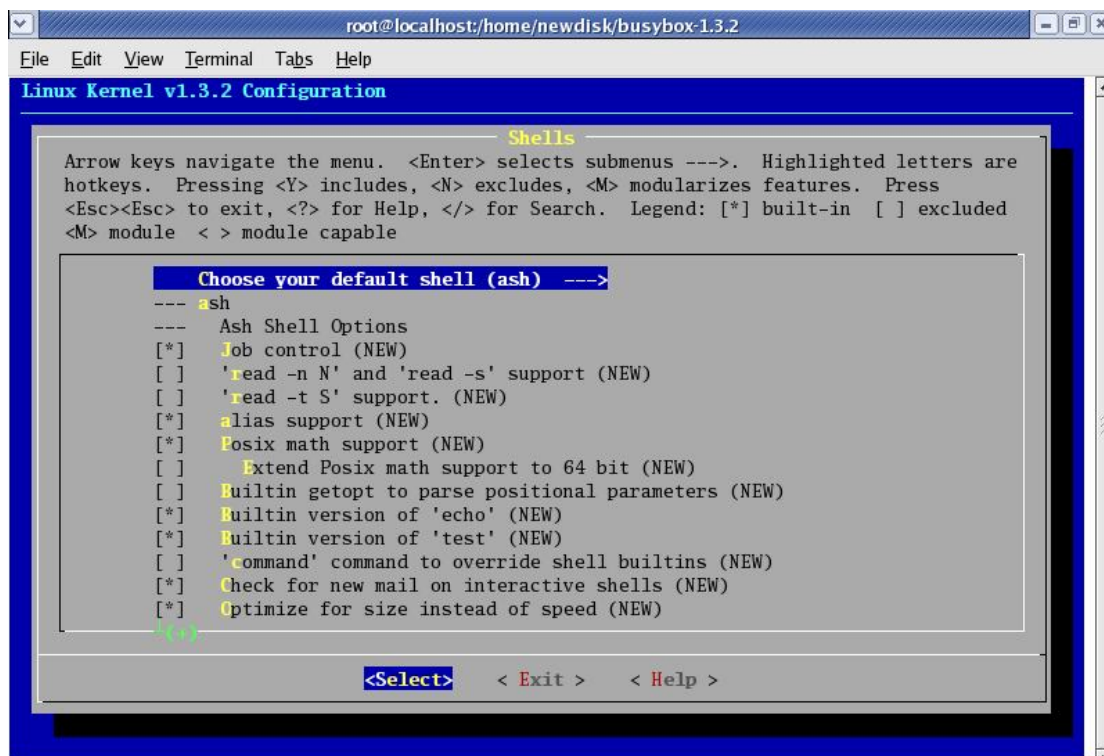 root@localhost:/home/newdisk/busybox-1.3.2
File Edit View Terminal Tabs Help
Linux Kernel v1.3.2 Configuration
Shells
Arrow keys navigate the menu. <Enter> selects submenus --->. Highlighted letters are
hotkeys. Pressing <Y> includes, <N> excludes, <M> modularizes features. Press
<Esc><Esc> to exit, <?> for Help, </> for Search. Legend: [*] built-in [ ] excluded
<M> module < > module capable
Choose your default shell (ash) --->
--- ash
--- Ash Shell Options
[*] Job control (NEW)
[ ] 'read -n N' and 'read -s' support (NEW)
[ ] 'read -t S' support. (NEW)
[*] alias support (NEW)
[*] Posix math support (NEW)
[ ] Extend Posix math support to 64 bit (NEW)
[ ] Builtin getopt to parse positional parameters (NEW)
[*] Builtin version of 'echo' (NEW)
[*] Builtin version of 'test' (NEW)
[ ] 'command' command to override shell builtins (NEW)
[*] Check for new mail on interactive shells (NEW)
[*] Optimize for size instead of speed (NEW)
(+)
<Select> < Exit > < Help >